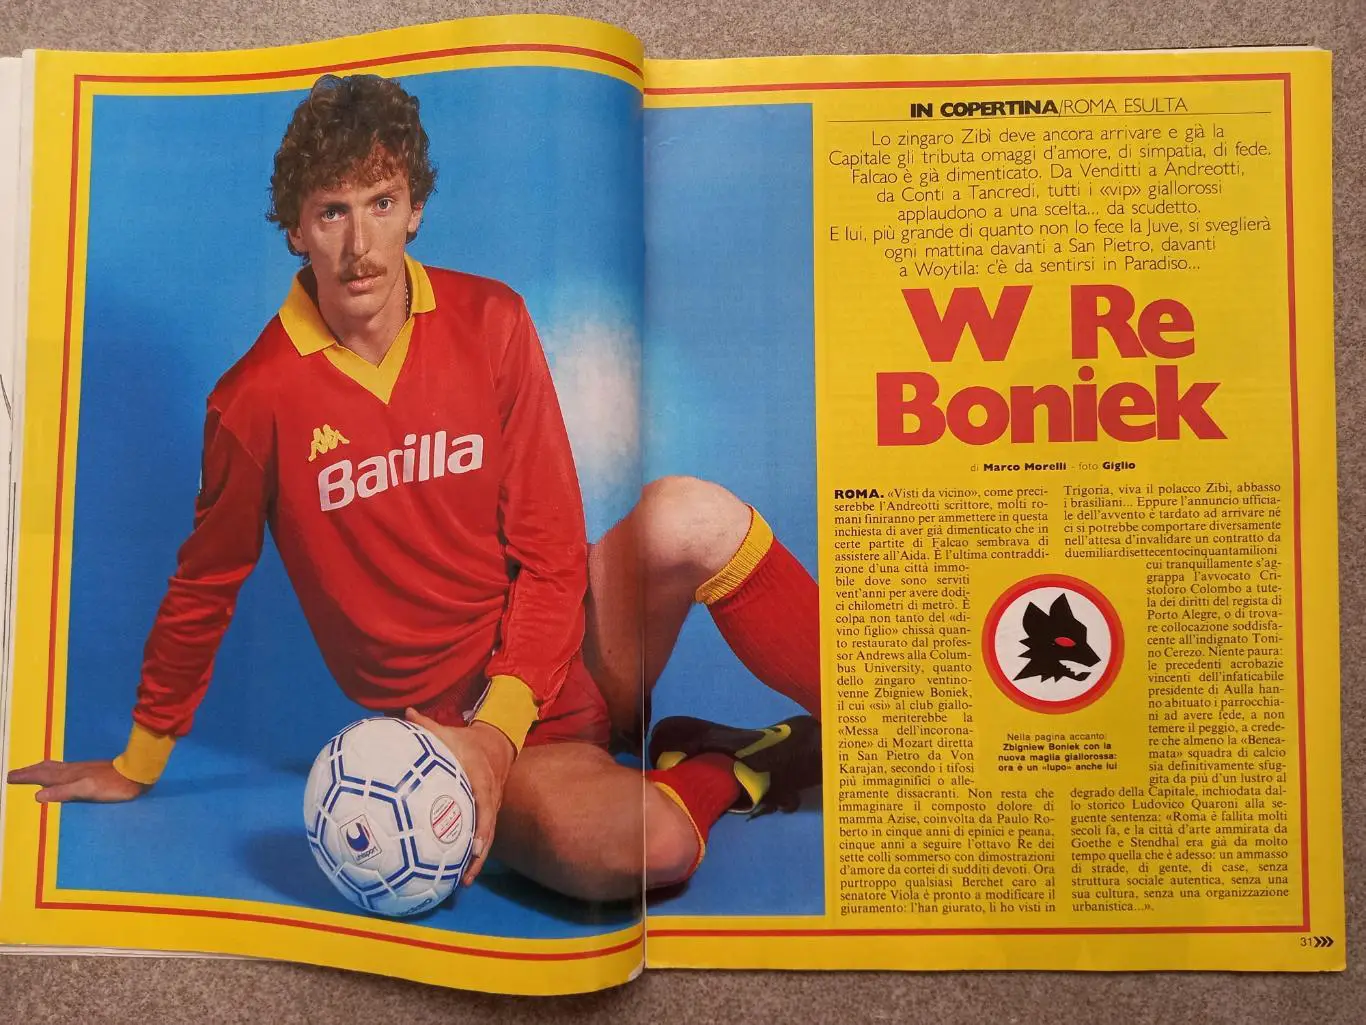 Barilla
uhlsport
IN COPERTINA/ROMA ESULTA
Lo zingaro Zibì deve ancora arrivare e già la
Capitale gli tributa omaggi d'amore, di simpatia, di fede.
Falcao è già dimenticato. Da Venditti a Andreotti,
da Conti a Tancredi, tutti i «vip» giallorossi
applaudono a una scelta... da scudetto.
E lui, più grande di quanto non lo fece la Juve, si sveglierà
ogni mattina davanti a San Pietro, davanti
a Woytila: c'è da sentirsi in Paradiso...
W Re
Boniek
di Marco Morelli - foto Giglio
ROMA. «Visti da vicino», come preci-
serebbe l'Andreotti scrittore, molti ro-
mani finiranno per ammettere in questa
inchiesta di aver già dimenticato che in
certe partite di Falcao sembrava di
assistere all'Aida. È l'ultima contraddi-
zione d'una città immo-
bile dove sono serviti
vent'anni per avere dodi-
ci chilometri di metrò. E
colpa non tanto del «di-
vino figlio» chissà quan-
to restaurato dal profes-
sor Andrews alla Colum-
bus University, quanto
dello zingaro ventino-
venne Zbigniew Boniek,
il cui «sì» al club giallo-
rosso meriterebbe la
«Messa dell'incorona-
zione» di Mozart diretta
in San Pietro da Von
Karajan, secondo i tifosi
più immaginifici o alle-
gramente dissacranti. Non resta che
immaginare il composto dolore di
mamma Azise, coinvolta da Paulo Ro-
berto in cinque anni di epinici e peana,
cinque anni a seguire l'ottavo Re dei
sette colli sommerso con dimostrazioni
d'amore da cortei di sudditi devoti. Ora
purtroppo qualsiasi Berchet caro al
senatore Viola è pronto a modificare il
giuramento: l'han giurato, li ho visti in
Trigoria, viva il polacco Zibi, abbasso
i brasiliani... Eppure l'annuncio ufficia-
le dell'avvento è tardato ad arrivare né
ci si potrebbe comportare diversamente
nell'attesa d'invalidare un contratto da
duemiliardisettecentocinquantamilioni
cui tranquillamente s'ag-
grappa l'avvocato Cri-
stoforo Colombo a tute-
la dei diritti del regista di
Porto Alegre, o di trova-
re collocazione soddisfa-
cente all'indignato Toni-
no Cerezo. Niente paura:
le precedenti acrobazie
vincenti dell'infaticabile
presidente di Aulla han-
no abituato i parrocchia-
ni ad avere fede, a non
temere il peggio, a crede-
re che almeno la «Benea-
mata» squadra di calcio
sia definitivamente sfug-
gita da più d'un lustro al
degrado della Capitale, inchiodata dal-
lo storico Ludovico Quaroni alla se-
guente sentenza: «Roma è fallita molti
secoli fa, e la città d'arte ammirata da
Goethe e Stendhal era già da molto
tempo quella che è adesso: un ammasso
di strade, di gente, di case, senza
struttura sociale autentica, senza una
sua cultura, senza una organizzazione
urbanistica...».
Nella pagina accanto:
Zbigniew Boniek con la
nuova maglia giallorossa:
ora è un «lupo» anche lui
31